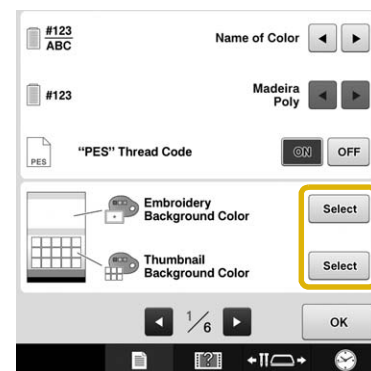 #123
ABC
Name of Color
#123
Madeira
Poly
PES
"PES" Thread Code
ON
OFF
Embroidery
Background Color
Select
Thumbnail
Background Color
Select
1/6
OK